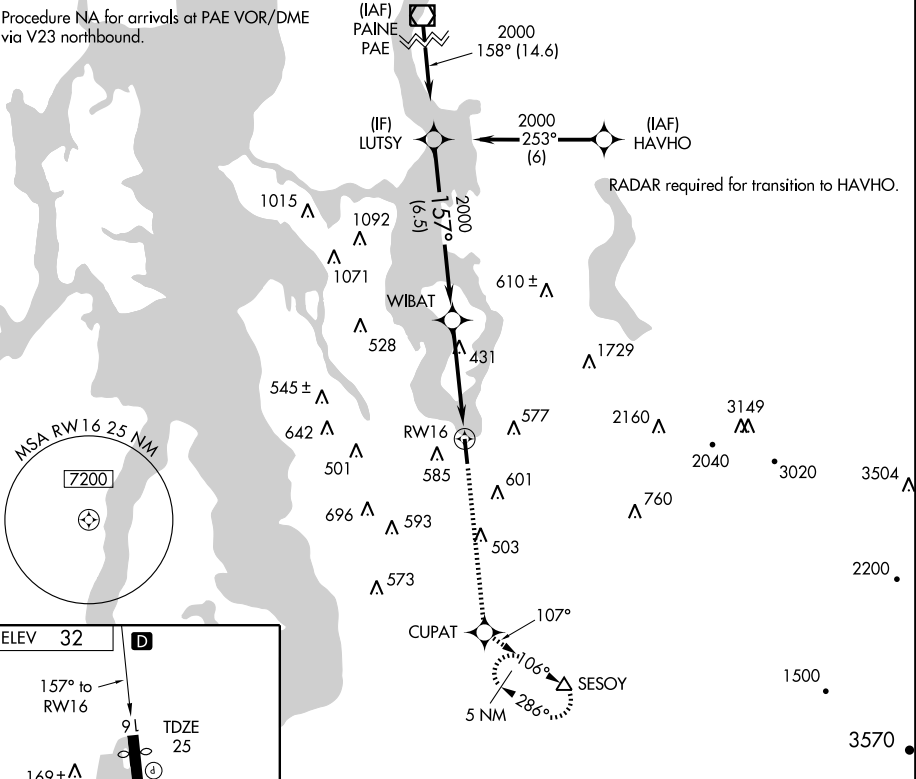 Procedure NA for arrivals at PAE VOR/DME
via V23 northbound.
(IAF)
PAINE
PAE
2000
158° (14.6)
(IF)
LUTSY
2000
253°
(6)
(IAF)
HAVHO
RADAR required for transition to HAVHO.
2000
157°
(6.5)
1015
1092
1071
610 ±
WIBAT
528
431
1729
545 ±
642
501
RW16
585
577
2160
3149
2040
3020
3504
MSA RW16 25 NM
7200
601
696
593
760
503
573
2200
CUPAT
107°
106°
286°
5 NM
SESOY
1500
3570
ELEV 32
D
157° to
RW16
16
TDZE
25
P
169±